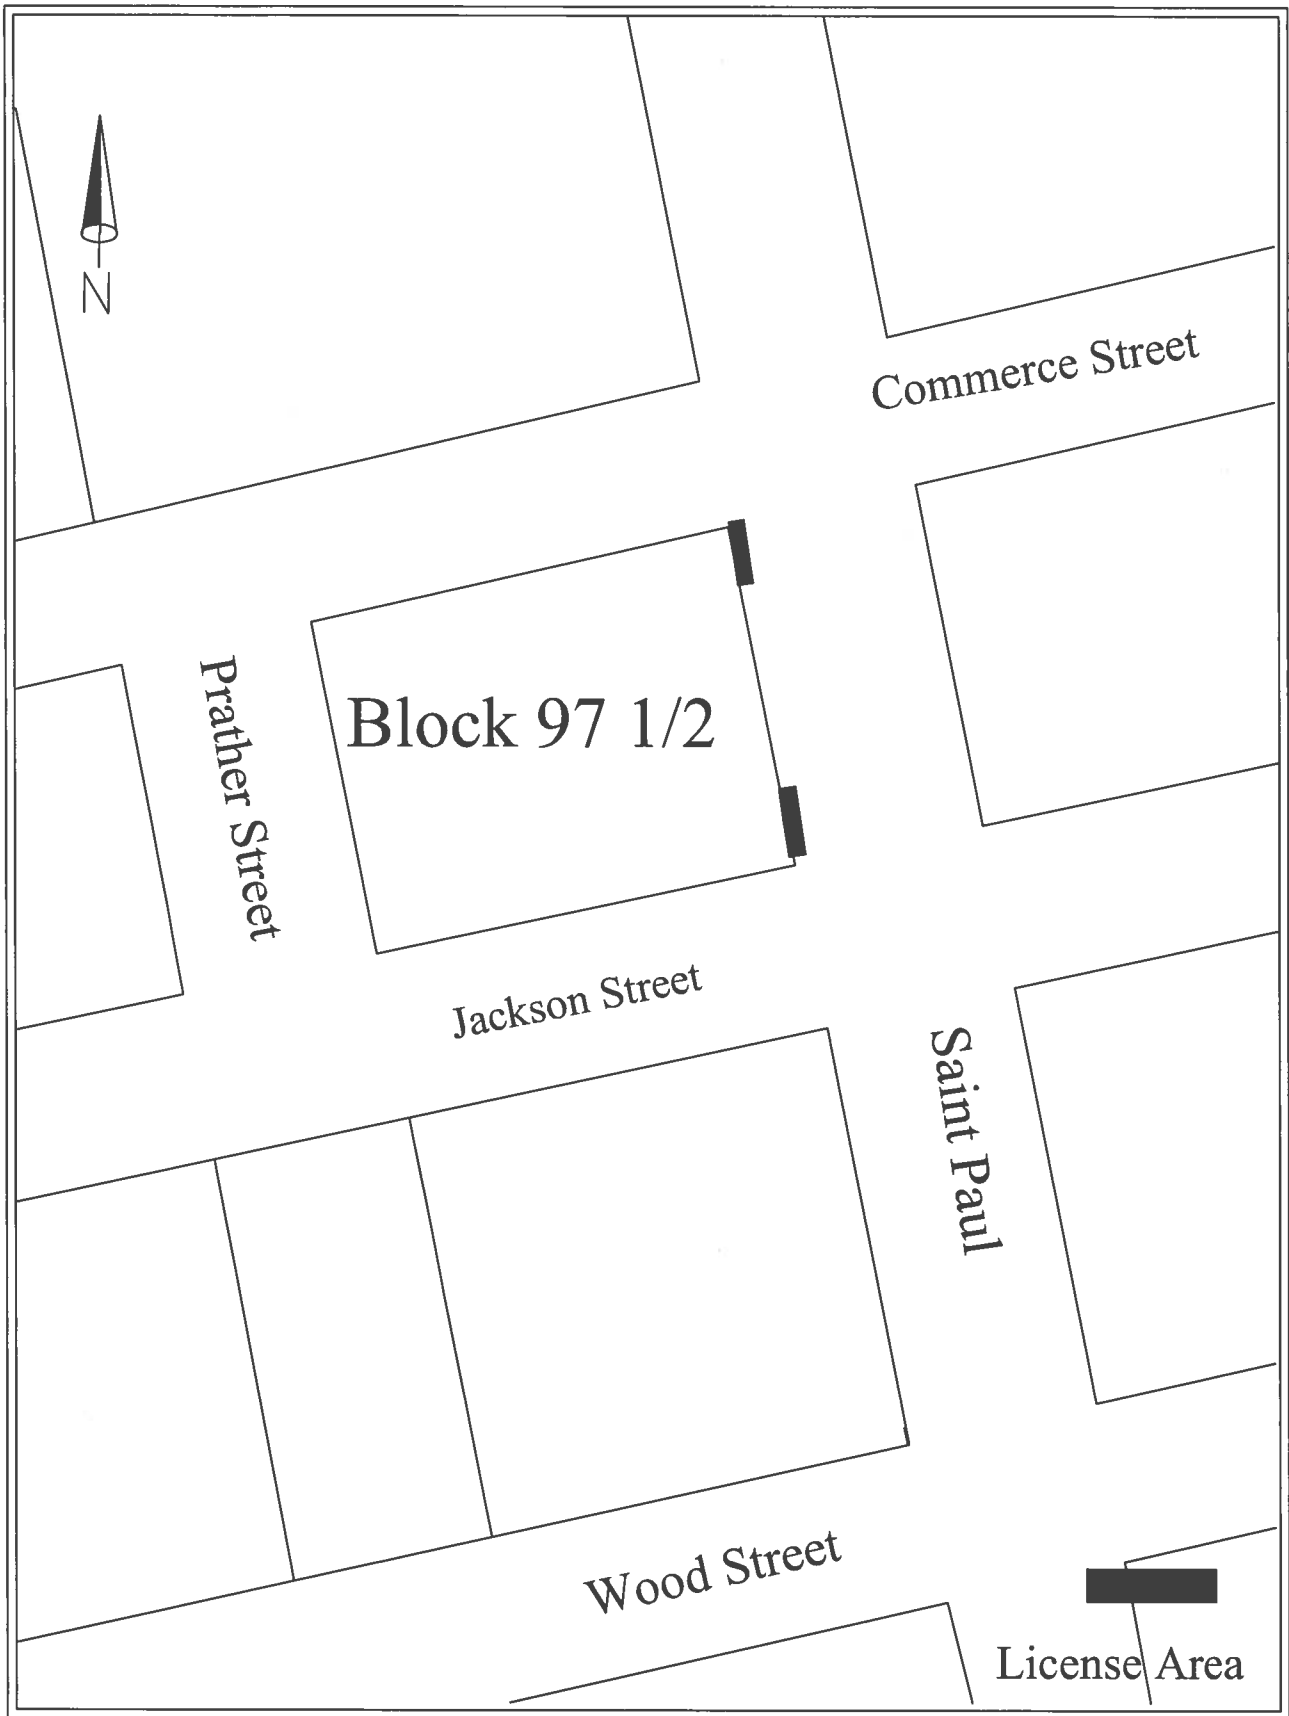 N
Commerce Street
Prather Street
Block 97 1/2
Jackson Street
Saint Paul
Wood Street
License Area